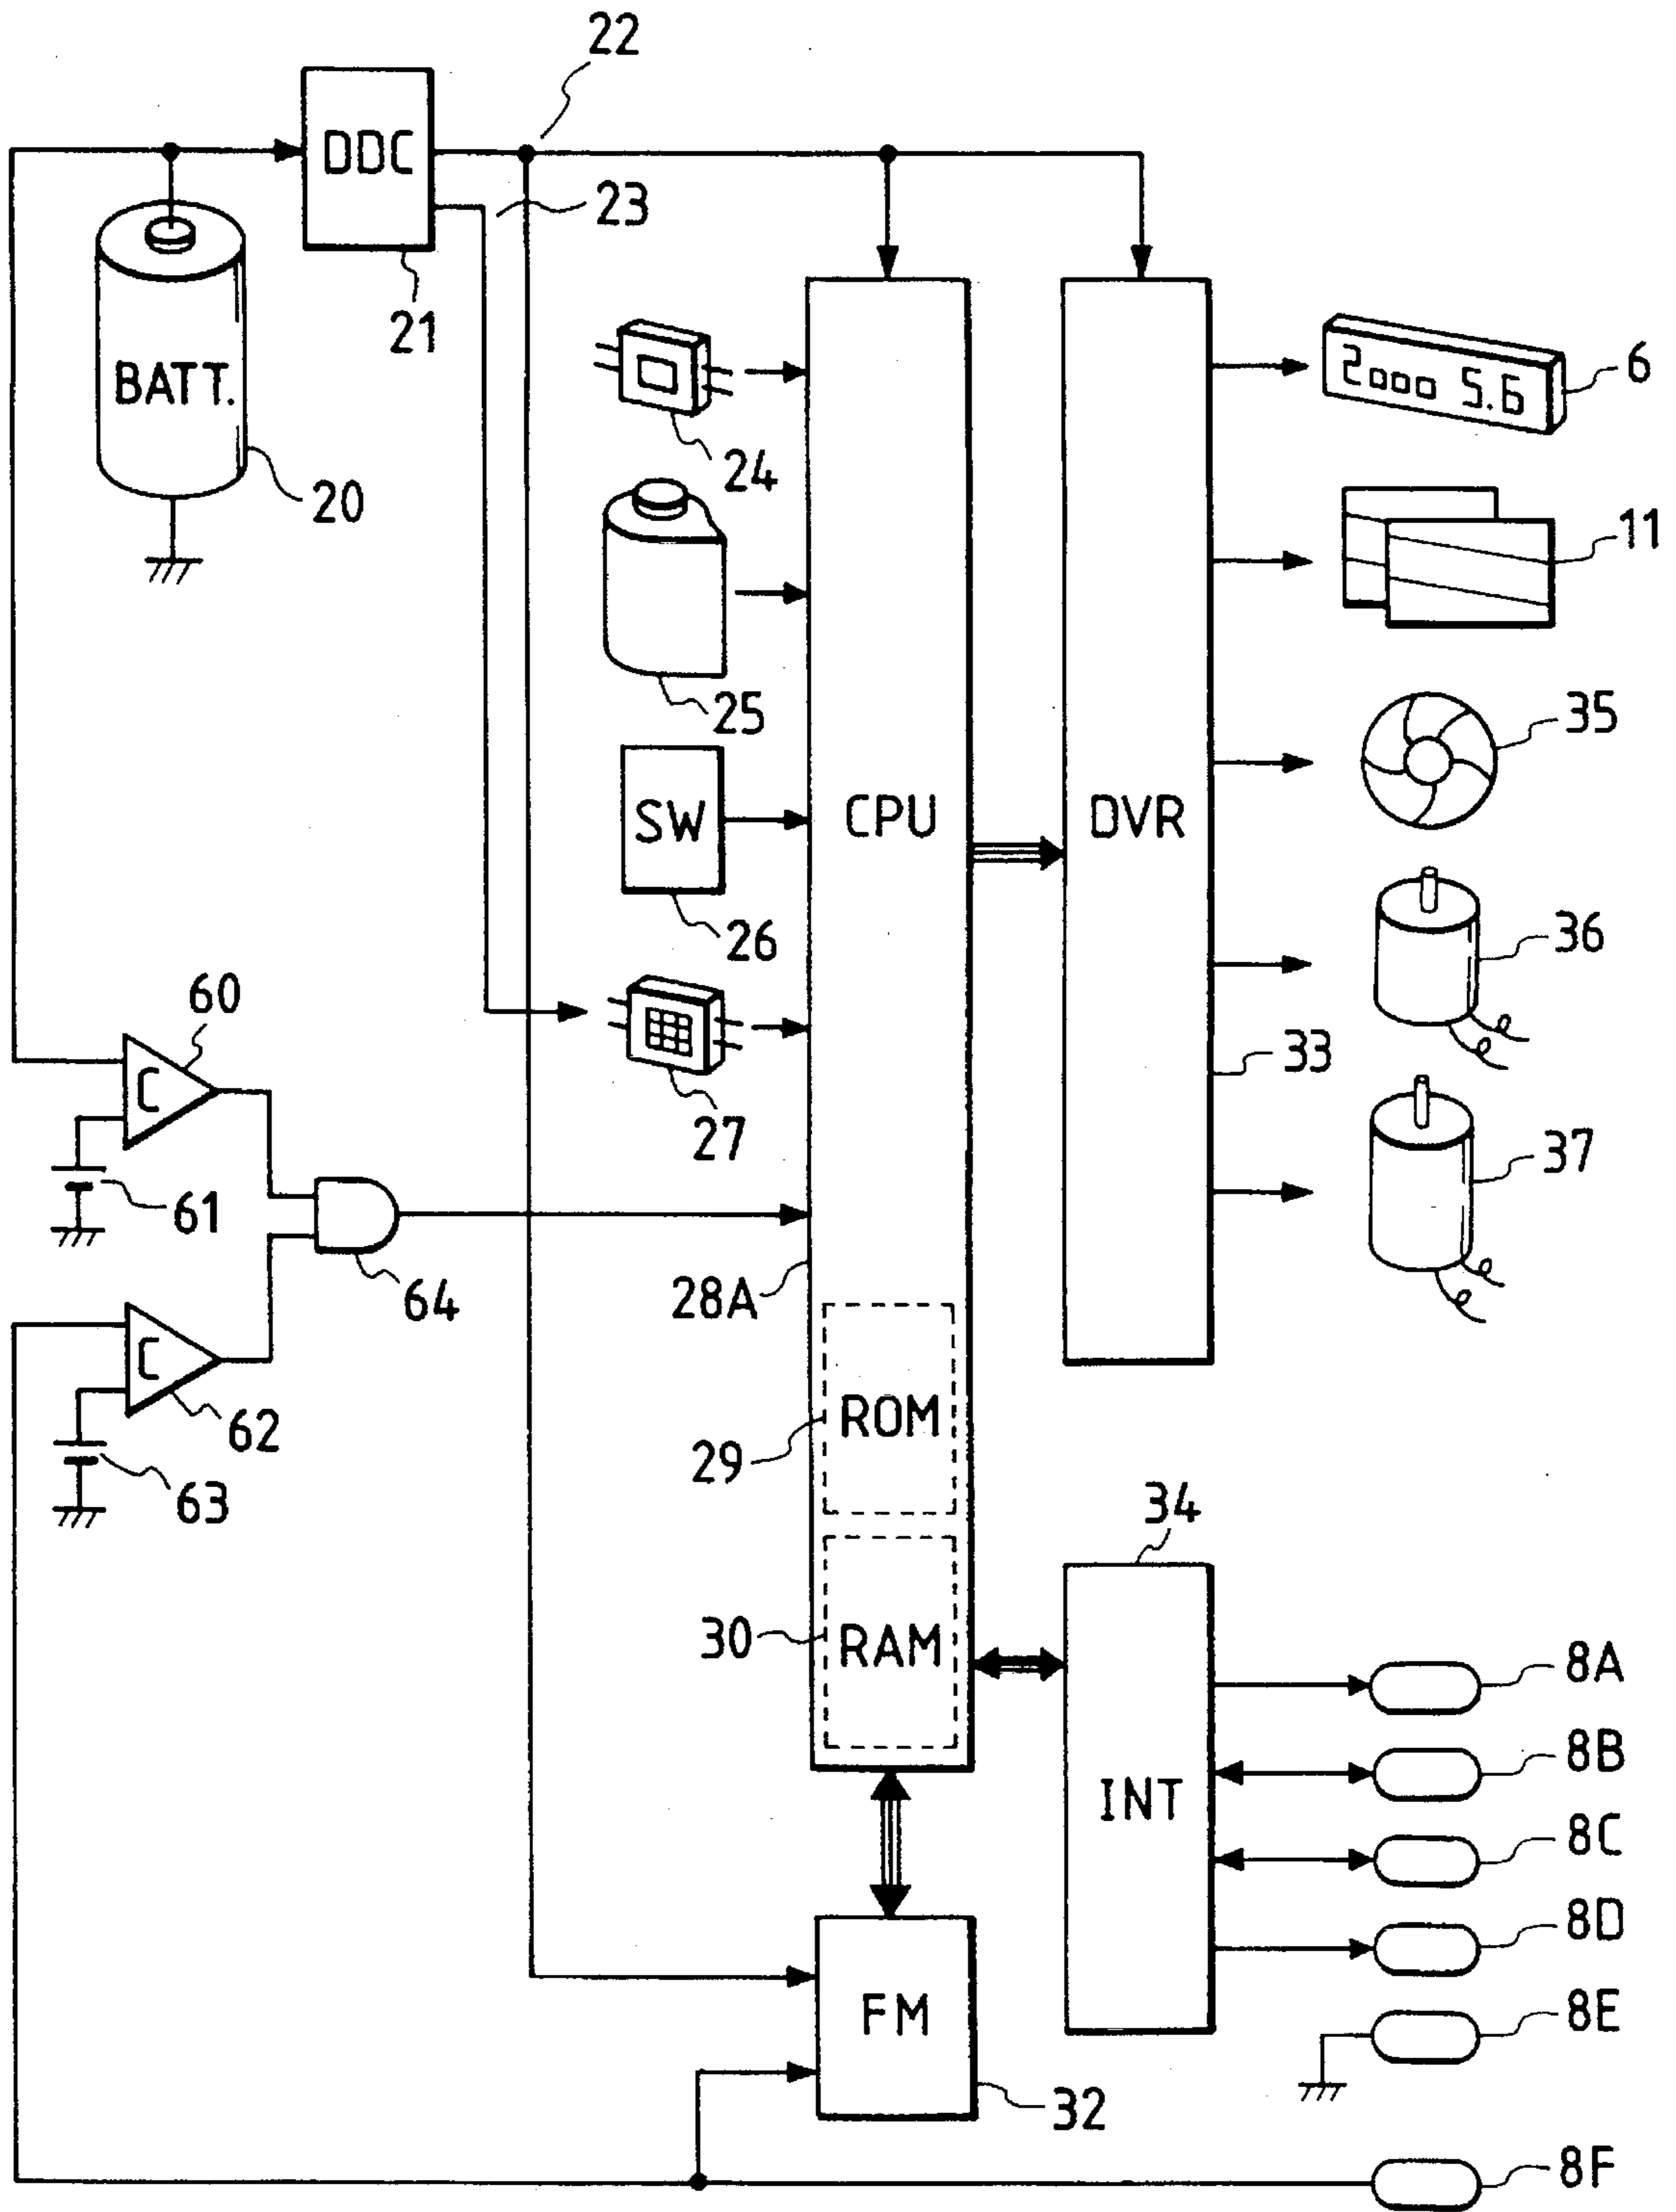 22
DDC
23
21
BATT.
20
24
6
2ooo 5.6
11
25
35
SW
CPU
DVR
26
36
60
C
33
27
37
61
64
28A
C
62
ROM
29
63
34
30
RAM
8A
8B
INT
8C
8D
FM
8E
32
8F